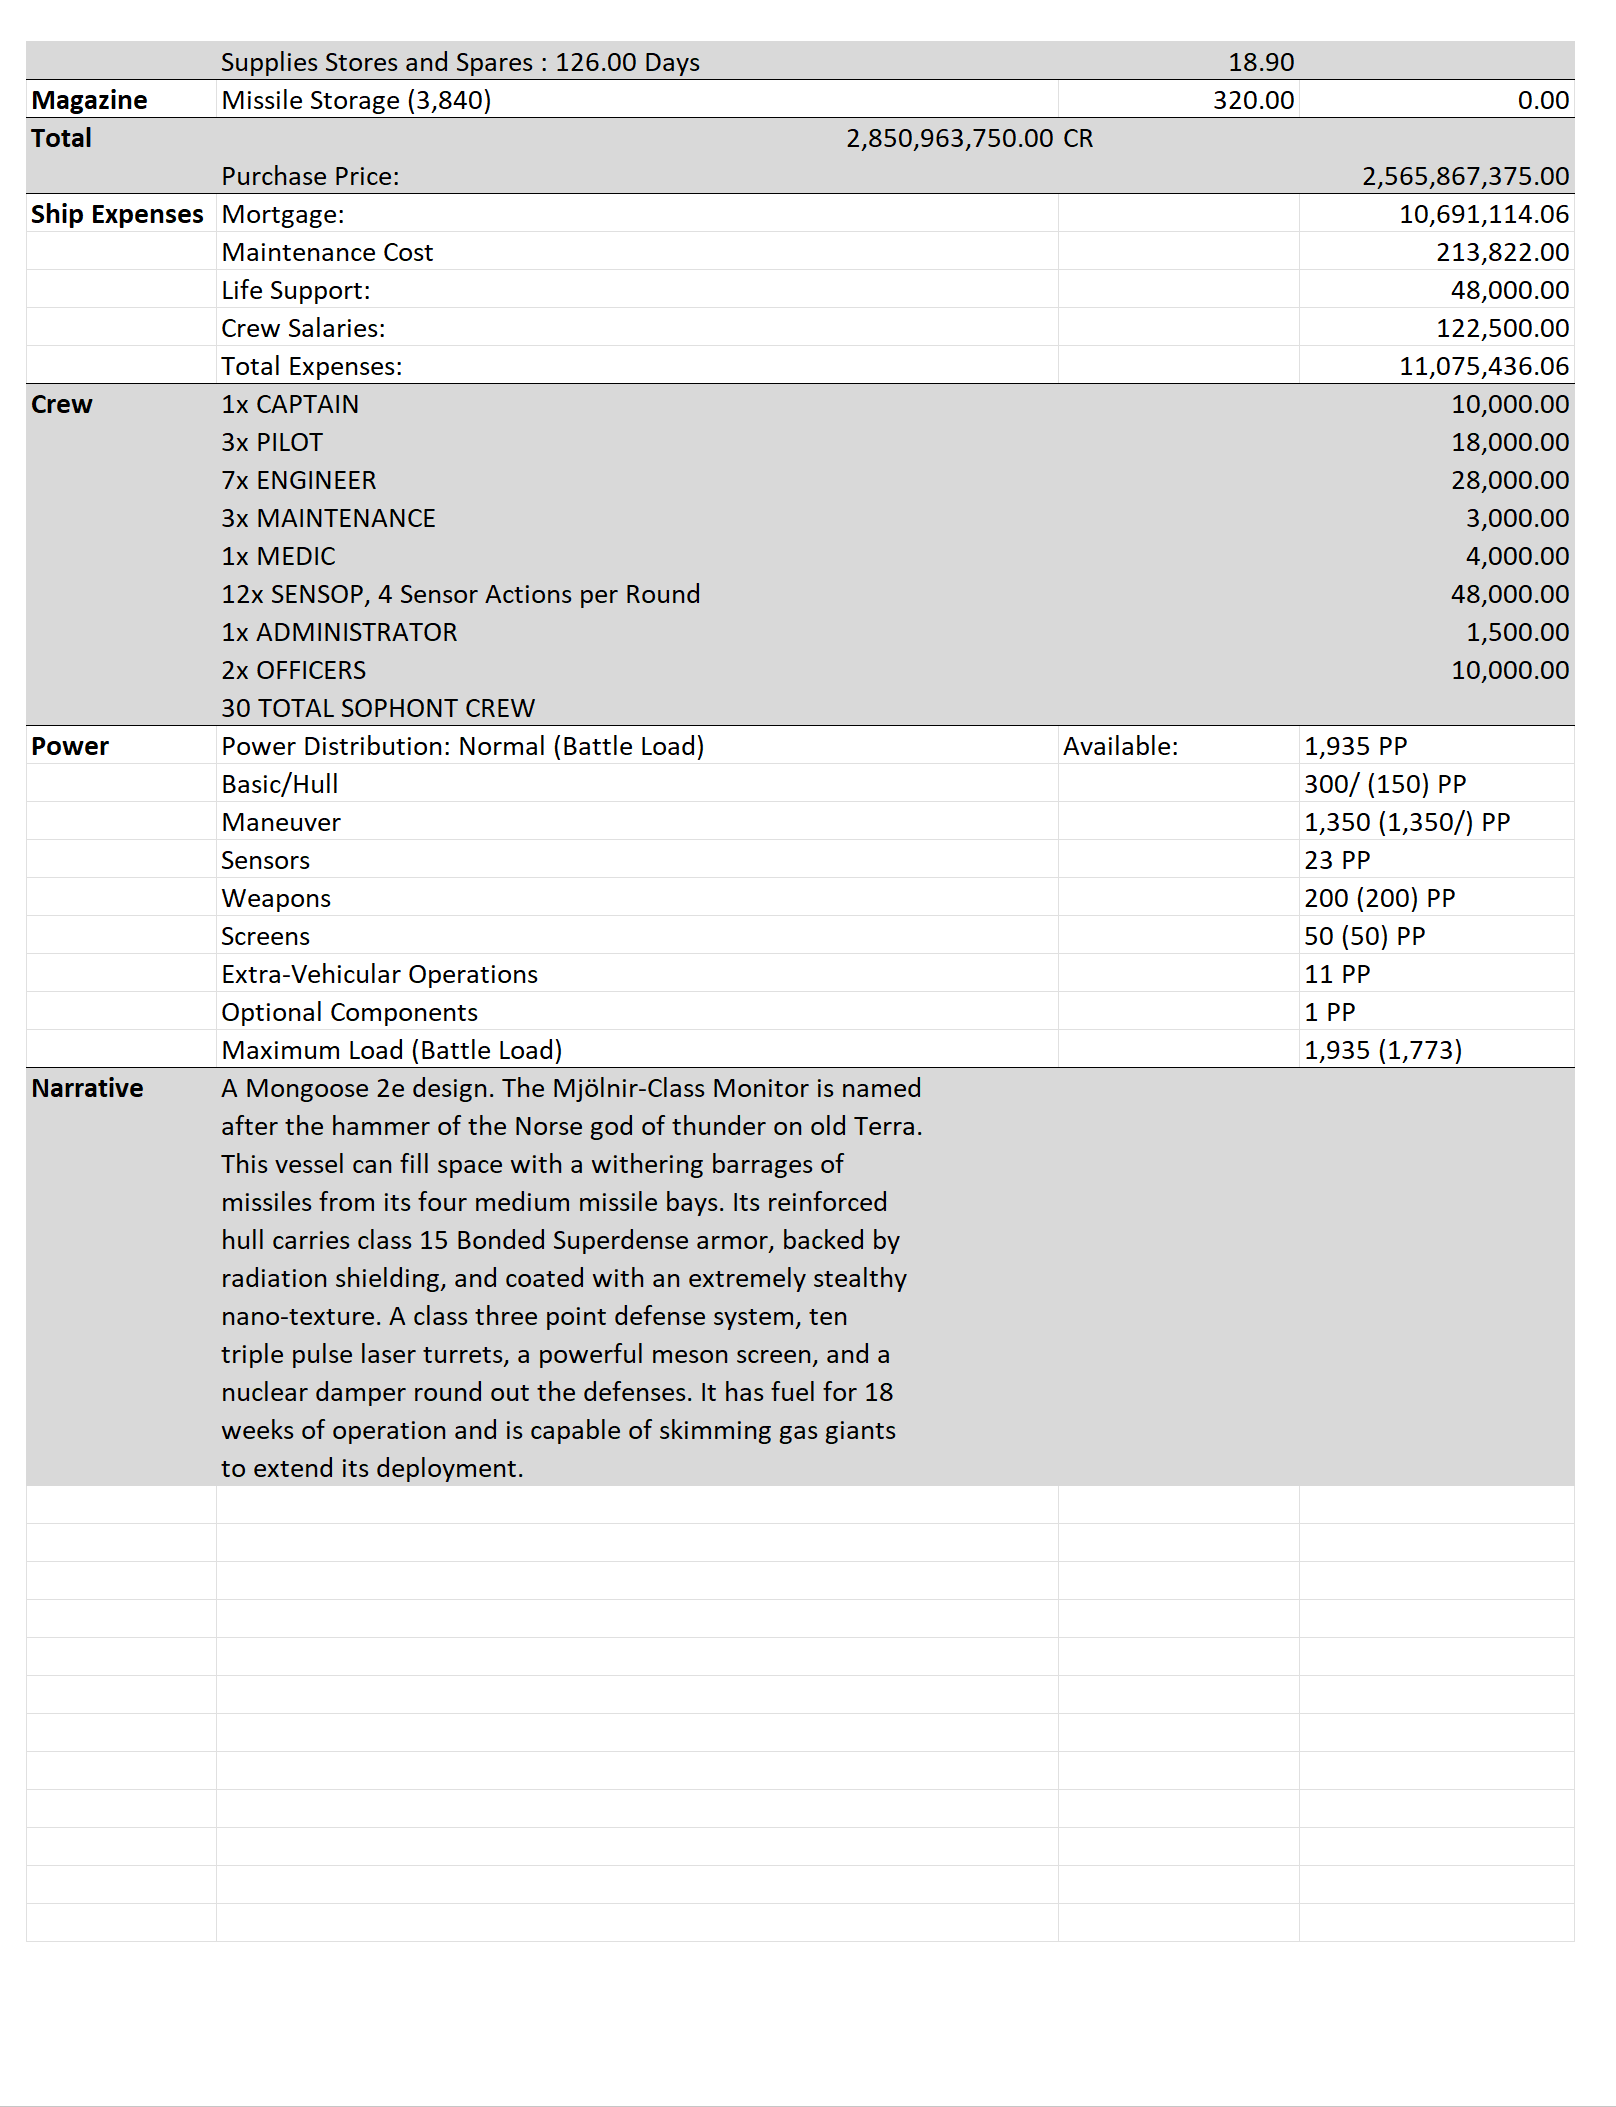 Supplies Stores and Spares : 126.00 Days 18.90
Magazine Missile Storage (3,840) 320.00 0.00
Total 2,850,963,750.00 CR
Purchase Price: 2,565,867,375.00
Ship Expenses Mortgage: 10,691,114.06
Maintenance Cost 213,822.00
Life Support: 48,000.00
Crew Salaries: 122,500.00
Total Expenses: 11,075,436.06
Crew 1x CAPTAIN 10,000.00
3x PILOT 18,000.00
7x ENGINEER 28,000.00
3x MAINTENANCE 3,000.00
1x MEDIC 4,000.00
12x SENSOP, 4 Sensor Actions per Round 48,000.00
1x ADMINISTRATOR 1,500.00
2x OFFICERS 10,000.00
30 TOTAL SOPHONT CREW
Power Power Distribution: Normal (Battle Load) Available: 1,935 PP
Basic/Hull 300/ (150) PP
Maneuver 1,350 (1,350/) PP
Sensors 23 PP
Weapons 200 (200) PP
Screens 50 (50) PP
Extra-Vehicular Operations 11 PP
Optional Components 1 PP
Maximum Load (Battle Load) 1,935 (1,773)
Narrative A Mongoose 2e design. The Mjölnir-Class Monitor is named
after the hammer of the Norse god of thunder on old Terra.
This vessel can fill space with a withering barrages of
missiles from its four medium missile bays. Its reinforced
hull carries class 15 Bonded Superdense armor, backed by
radiation shielding, and coated with an extremely stealthy
nano-texture. A class three point defense system, ten
triple pulse laser turrets, a powerful meson screen, and a
nuclear damper round out the defenses. It has fuel for 18
weeks of operation and is capable of skimming gas giants
to extend its deployment.